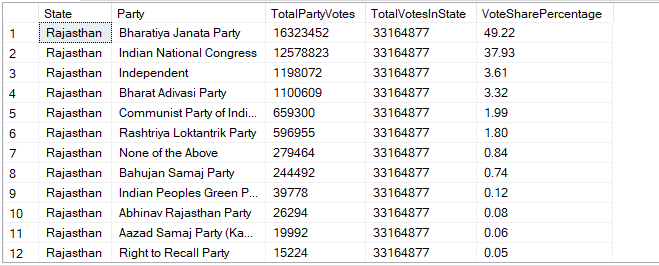 State Party TotalPartyVotes TotalVotesInState VoteSharePercentage
1 Rajasthan Bharatiya Janata Party 16323452 33164877 49.22
2 Rajasthan Indian National Congress 12578823 33164877 37.93
3 Rajasthan Independent 1198072 33164877 3.61
4 Rajasthan Bharat Adivasi Party 1100609 33164877 3.32
5 Rajasthan Communist Party of Indi... 659300 33164877 1.99
6 Rajasthan Rashtriya Loktantrik Party 596955 33164877 1.80
7 Rajasthan None of the Above 279464 33164877 0.84
8 Rajasthan Bahujan Samaj Party 244492 33164877 0.74
9 Rajasthan Indian Peoples Green P... 39778 33164877 0.12
10 Rajasthan Abhinav Rajasthan Party 26294 33164877 0.08
11 Rajasthan Aazad Samaj Party (Ka... 19992 33164877 0.06
12 Rajasthan Right to Recall Party 15224 33164877 0.05